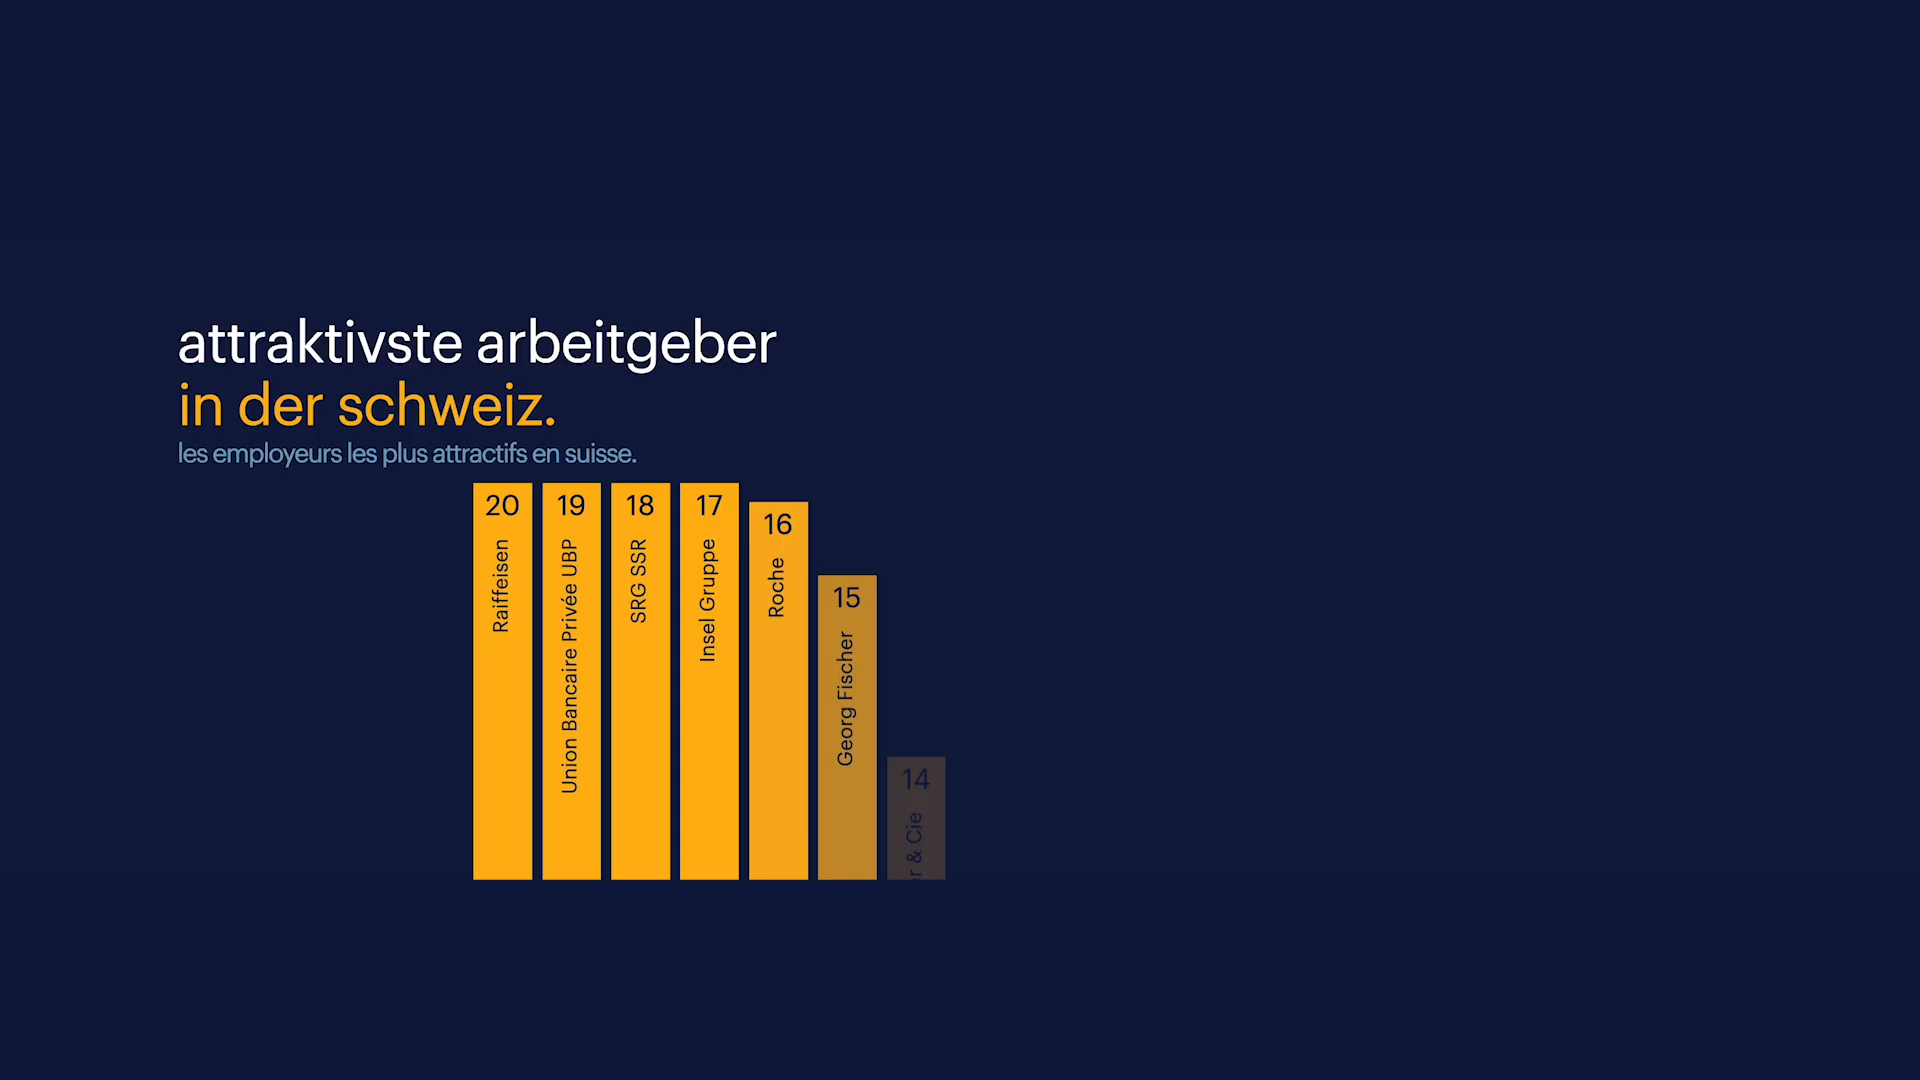 attraktivste arbeitgeber
in der schweiz.
les employeurs les plus attractifs en suisse.
20
Raiffeisen
19
Union Bancaire Privée UBP
18
SRG SSR
17
Insel Gruppe
16
Roche
15
Georg Fischer
14
& Cie